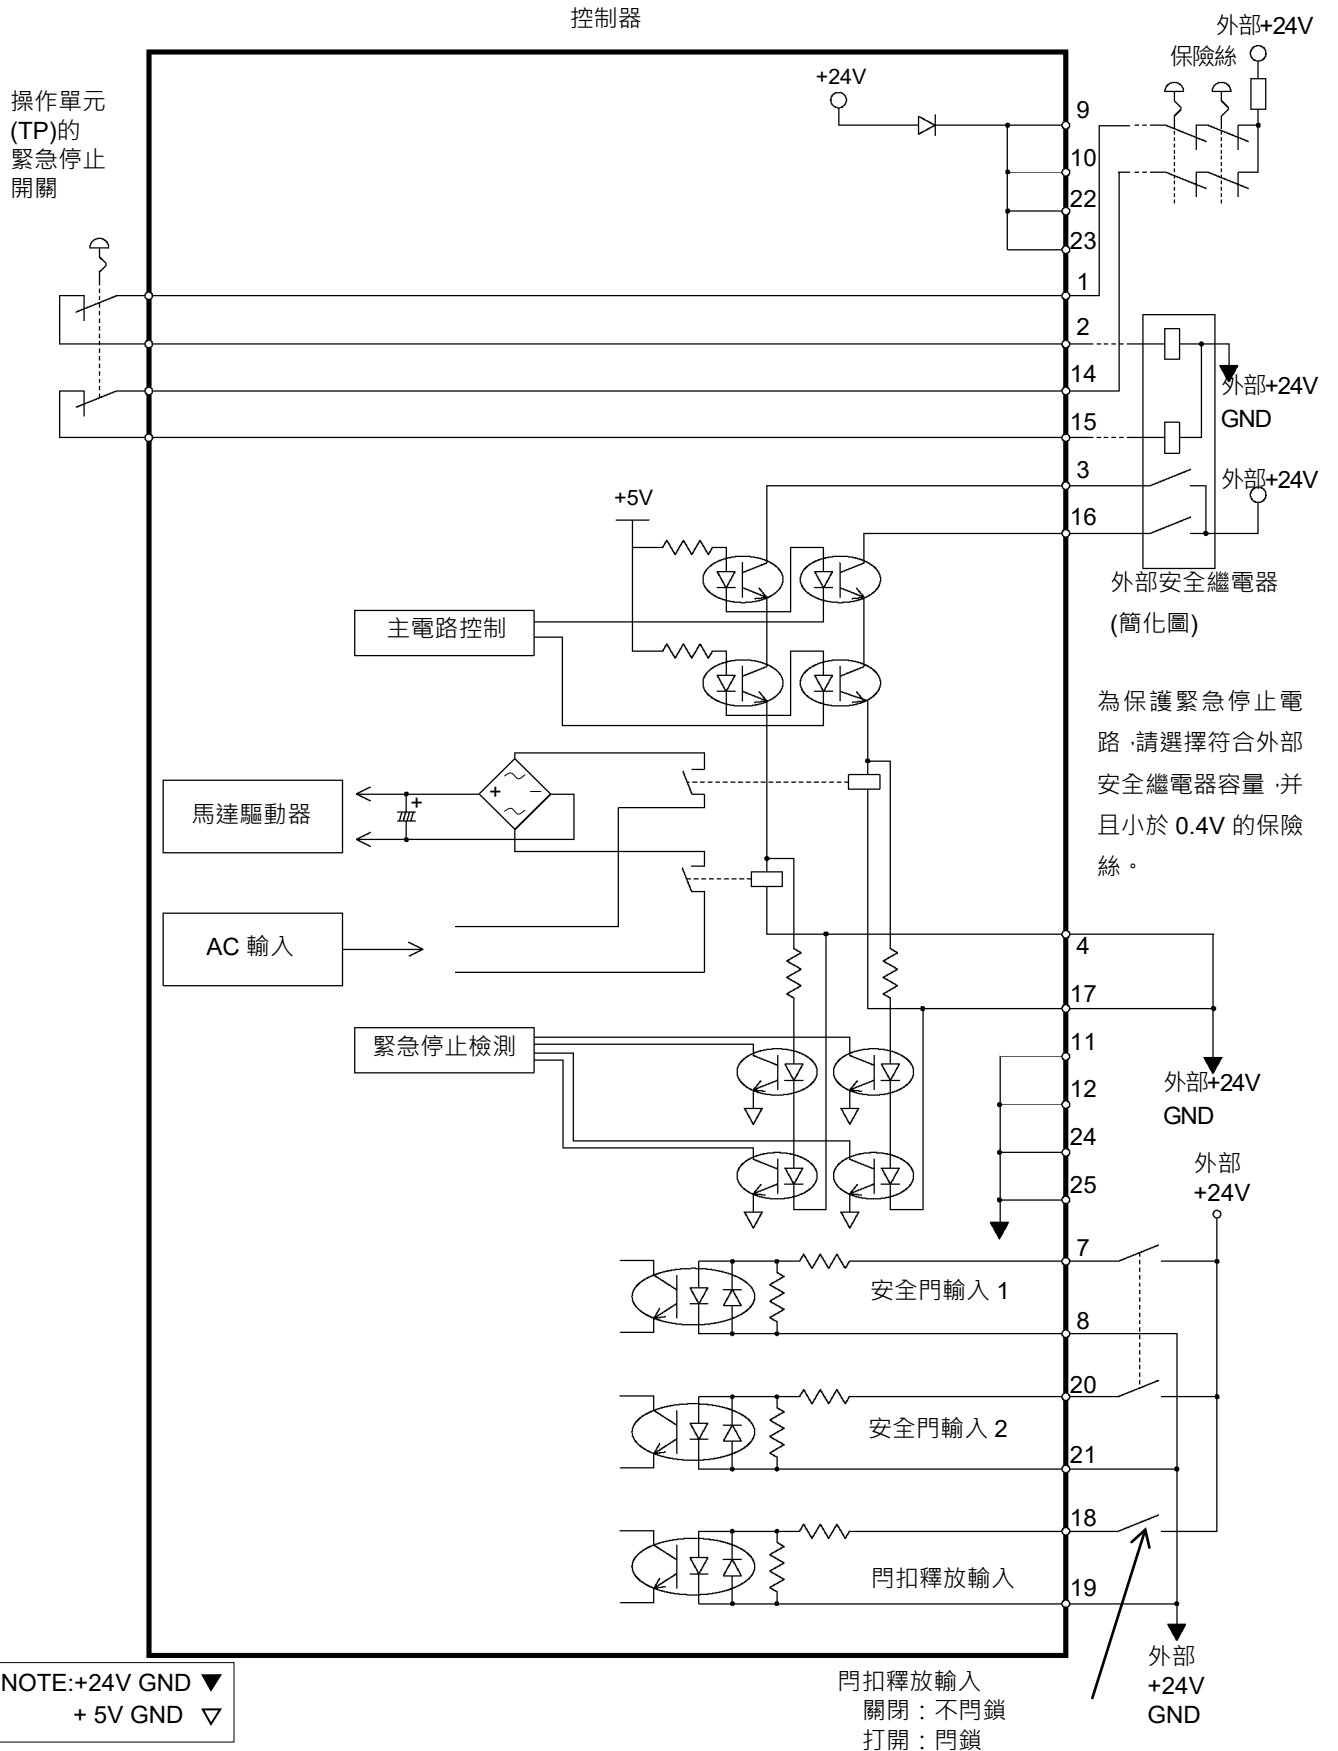 控制器
外部+24V
保險絲
+24V
操作單元
(TP)的
緊急停止
開關
9
10
22
23
1
2
14
外部+24V
GND
15
3
外部+24V
+5V
16
外部安全繼電器
(簡化圖)
主電路控制
為保護緊急停止電
路,請選擇符合外部
安全繼電器容量,并
且小於 0.4V 的保險
絲。
馬達驅動器
+
+
−
AC 輸入
4
17
緊急停止檢測
11
外部+24V
GND
12
24
25
外部
+24V
7
安全門輸入 1
8
20
安全門輸入 2
21
18
閂扣釋放輸入
19
外部
+24V
GND
NOTE:+24V GND ▼
+ 5V GND ▽
閂扣釋放輸入
關閉：不閂鎖
打開：閂鎖